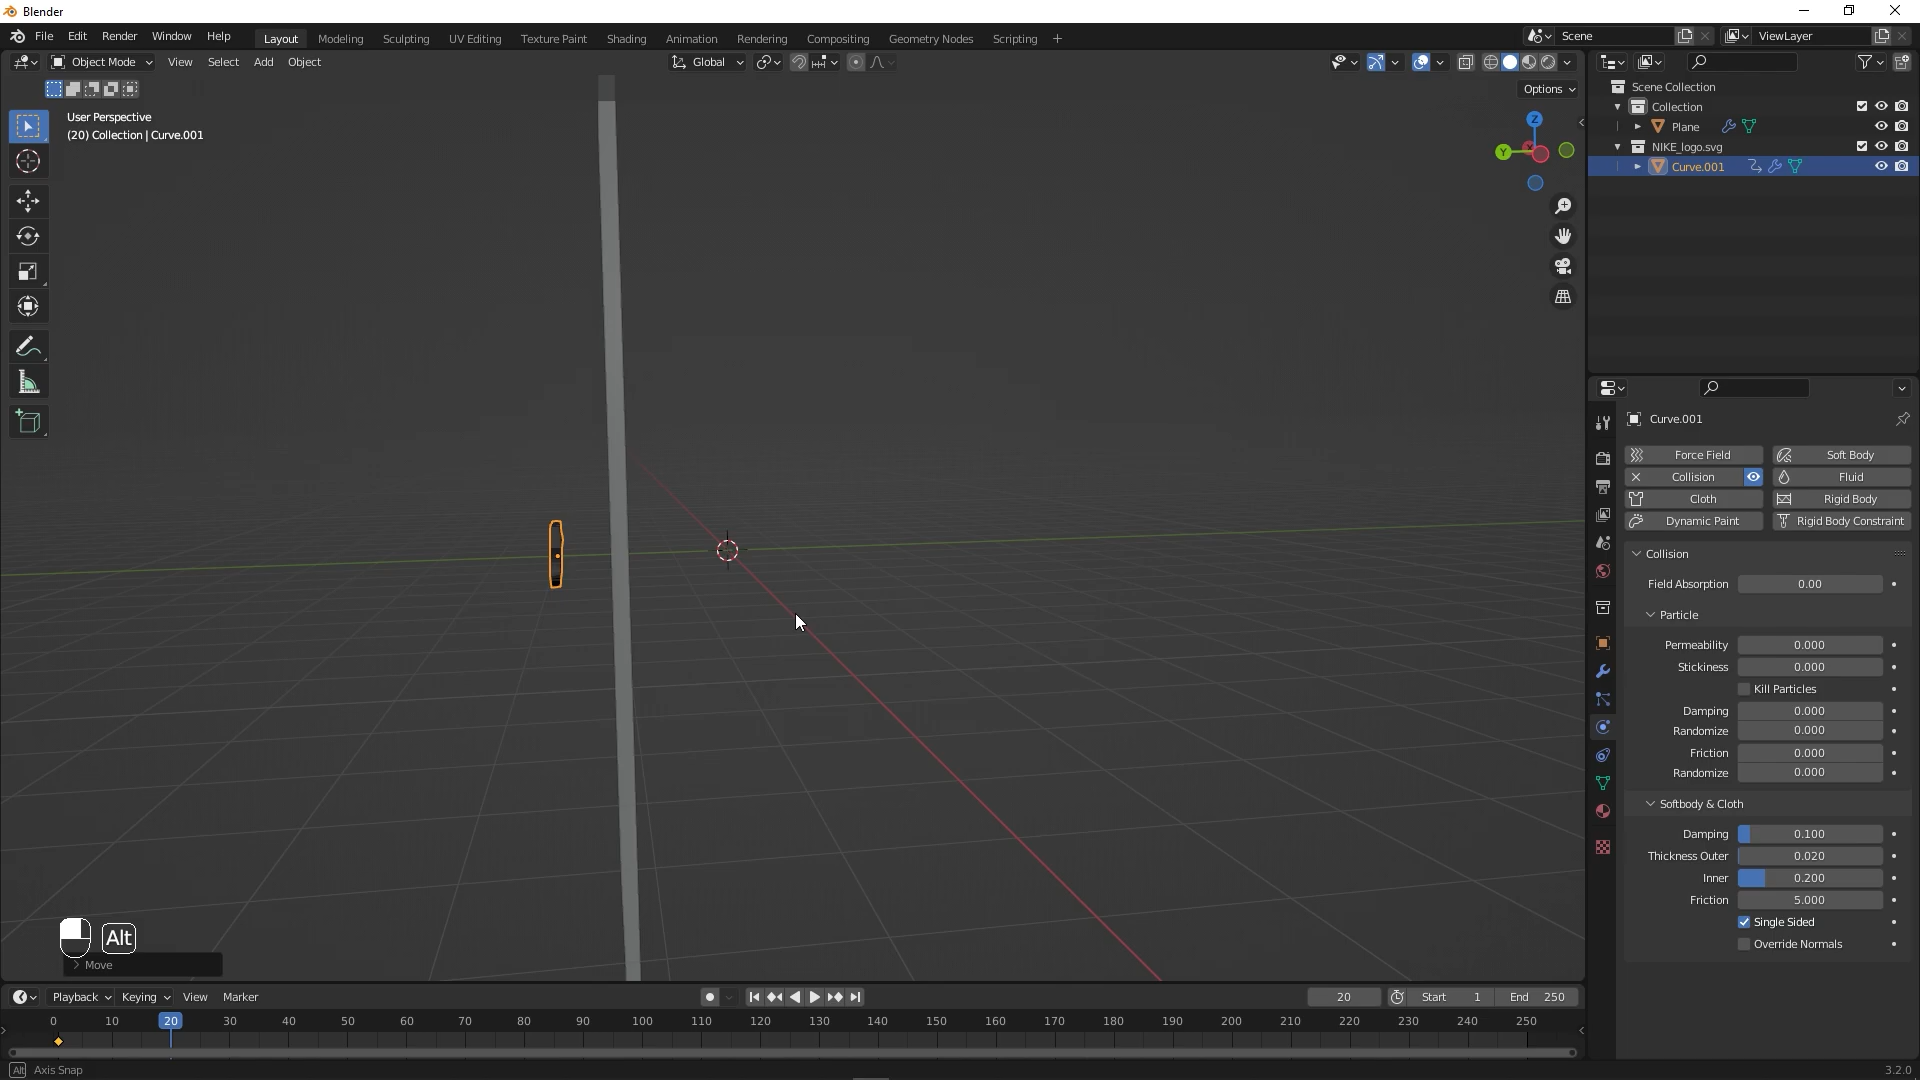 Blender
File Edit Render Window Help Layout Modeling Sculpting UV Editing Texture Paint Shading Animation Rendering Compositing Geometry Nodes Scripting + Scene ViewLayer
Object Mode View Select Add Object Global
Options
User Perspective
(20) Collection | Curve.001
Z
Y
Scene Collection
Collection
Plane
NIKE_logo.svg
Curve.001
Curve.001
Force Field Soft Body
Collision Fluid
Cloth Rigid Body
Dynamic Paint Rigid Body Constraint
Collision
Field Absorption 0.00
Particle
Permeability 0.000
Stickiness 0.000
Kill Particles
Damping 0.000
Randomize 0.000
Friction 0.000
Randomize 0.000
Softbody & Cloth
Damping 0.100
Thickness Outer 0.020
Inner 0.200
Friction 5.000
Single Sided
Override Normals
Alt
Move
Playback Keying View Marker 20 Start 1 End 250
0 10 20 30 40 50 60 70 80 90 100 110 120 130 140 150 160 170 180 190 200 210 220 230 240 250
Alt Axis Snap 3.2.0